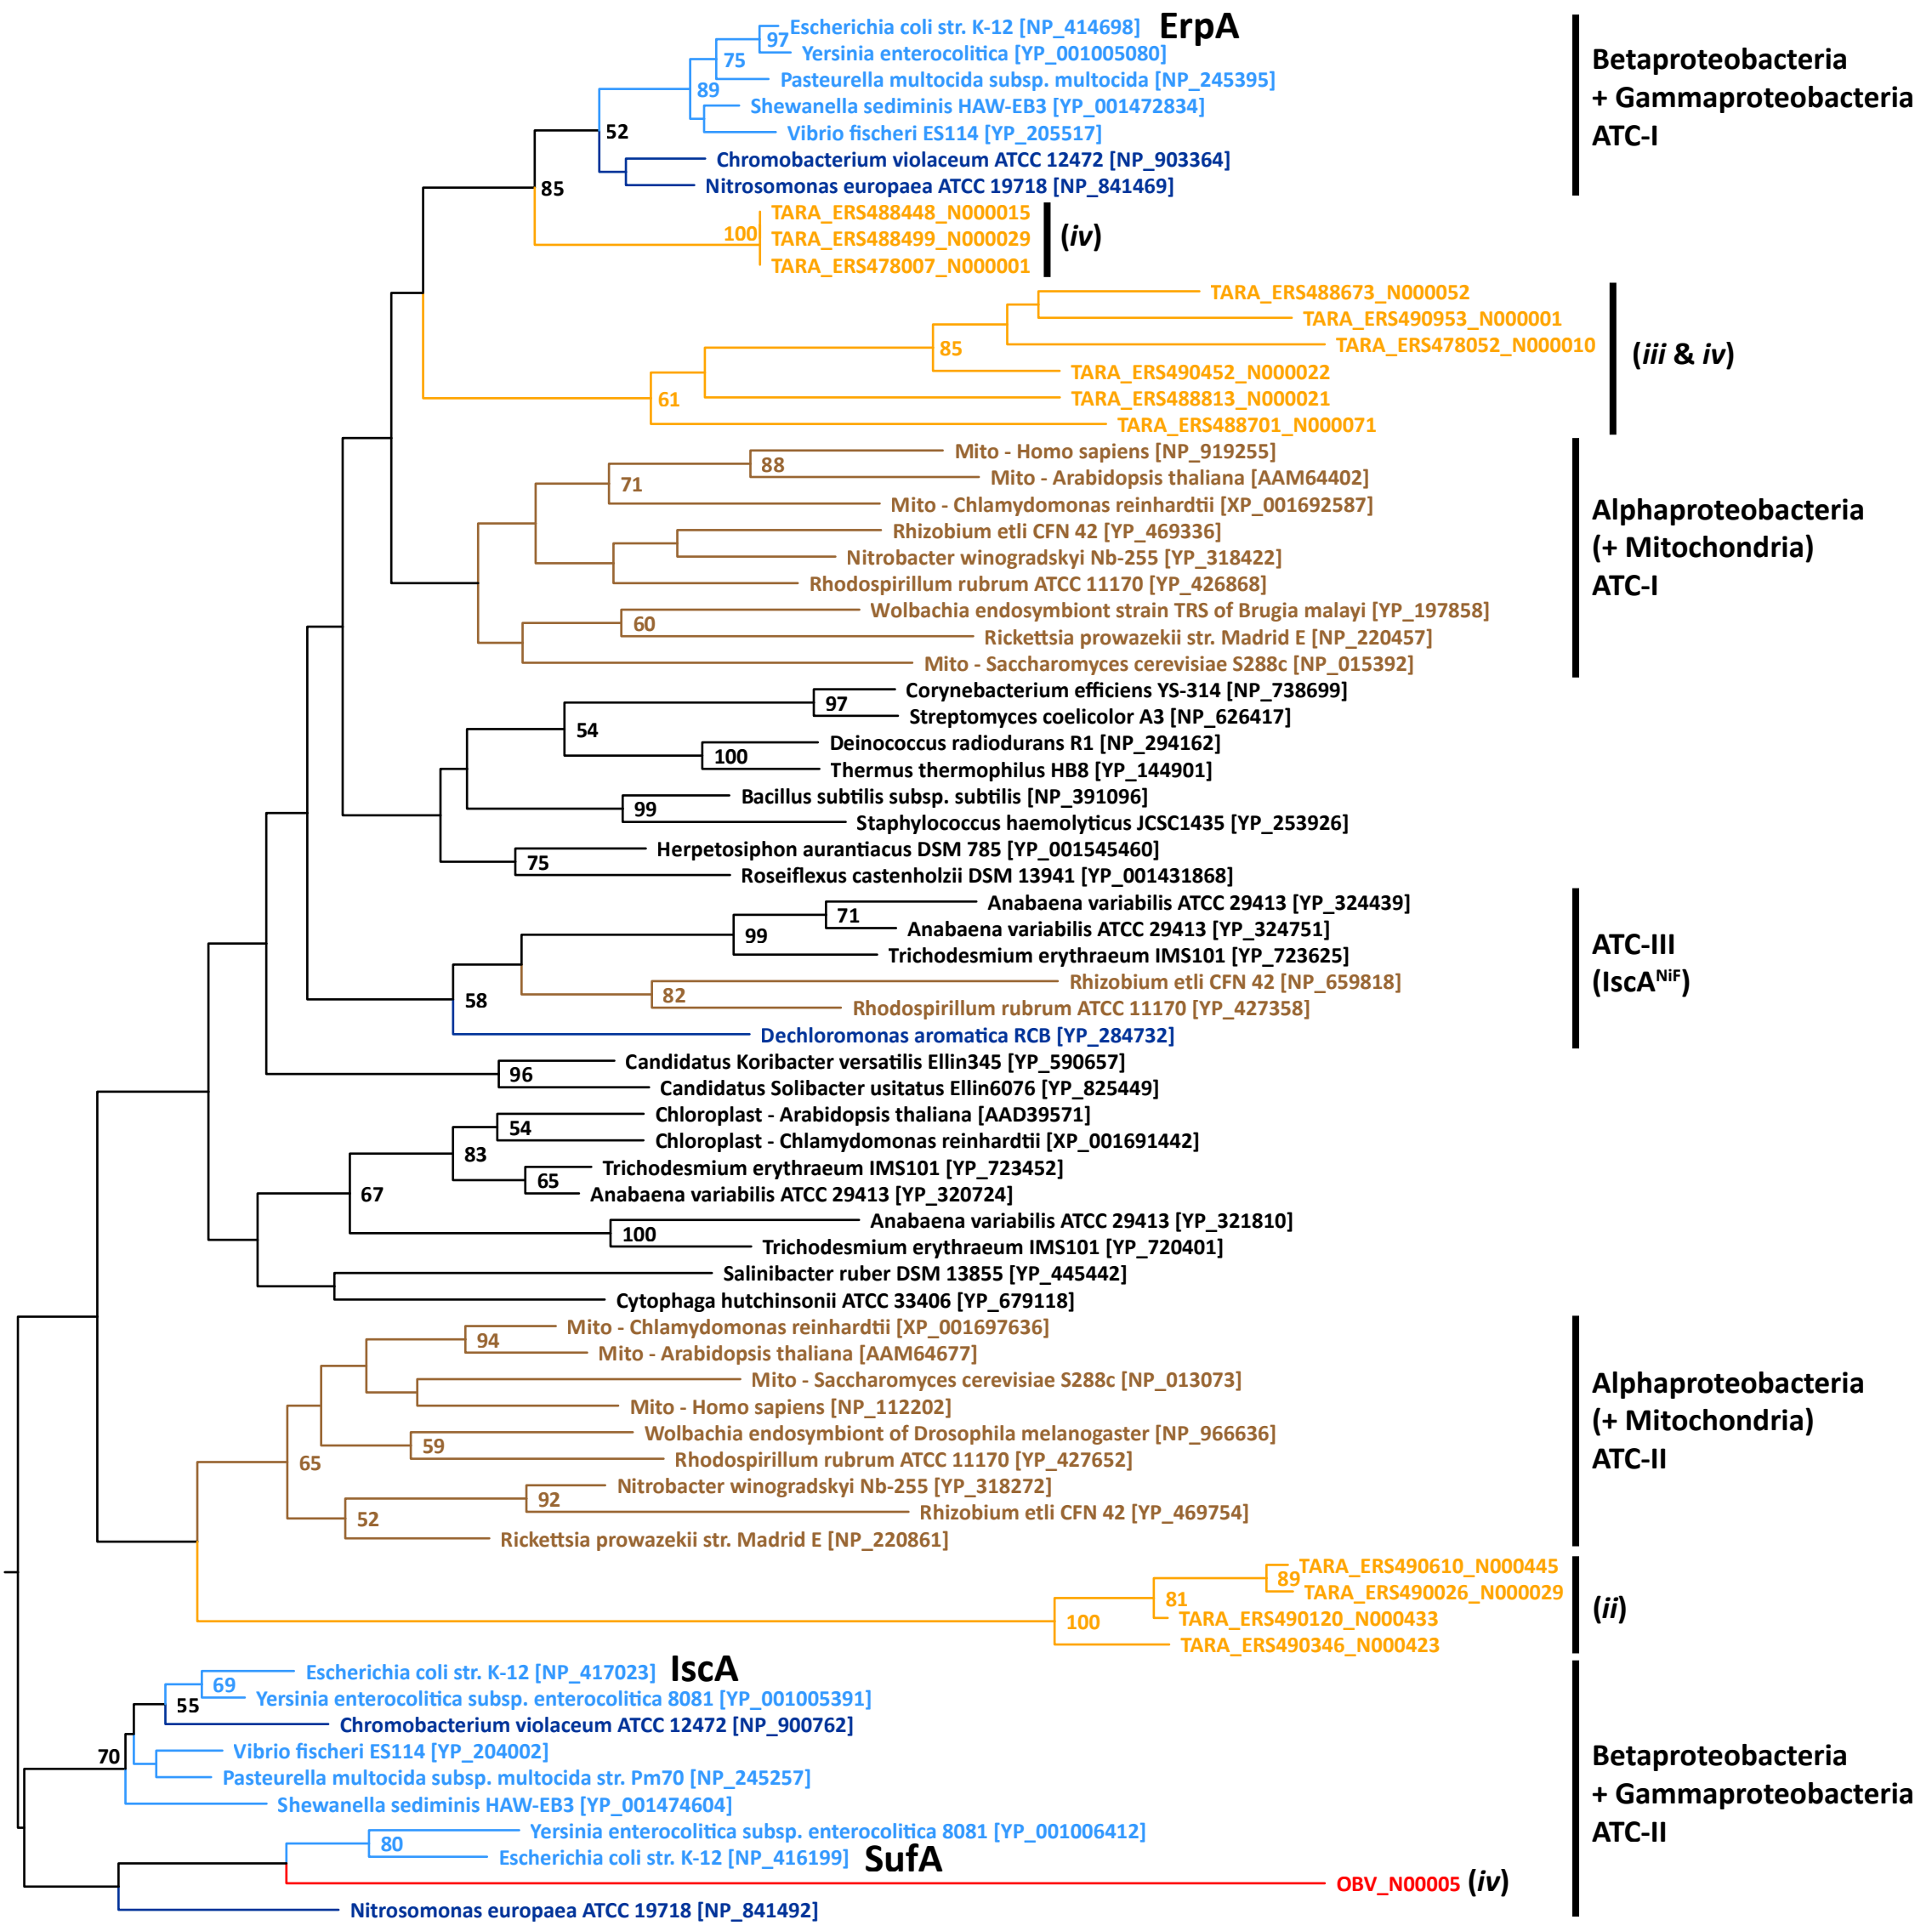 Escherichia coli str. K-12 [NP_414698] ErpA
97
Yersinia enterocolitica [YP_001005080]
75
Pasteurella multocida subsp. multocida [NP_245395]
89
Shewanella sediminis HAW-EB3 [YP_001472834]
Vibrio fischeri ES114 [YP_205517]
52
Chromobacterium violaceum ATCC 12472 [NP_903364]
Nitrosomonas europaea ATCC 19718 [NP_841469]
85
Betaproteobacteria
+ Gammaproteobacteria
ATC-I
TARA_ERS488448_N000015
100
TARA_ERS488499_N000029
TARA_ERS478007_N000001
(iv)
TARA_ERS488673_N000052
TARA_ERS490953_N000001
TARA_ERS478052_N000010
85
TARA_ERS490452_N000022
TARA_ERS488813_N000021
61
TARA_ERS488701_N000071
(iii & iv)
Mito - Homo sapiens [NP_919255]
88
Mito - Arabidopsis thaliana [AAM64402]
71
Mito - Chlamydomonas reinhardtii [XP_001692587]
Rhizobium etli CFN 42 [YP_469336]
Nitrobacter winogradskyi Nb-255 [YP_318422]
Rhodospirillum rubrum ATCC 11170 [YP_426868]
Wolbachia endosymbiont strain TRS of Brugia malayi [YP_197858]
60
Rickettsia prowazekii str. Madrid E [NP_220457]
Mito - Saccharomyces cerevisiae S288c [NP_015392]
Alphaproteobacteria
(+ Mitochondria)
ATC-I
Corynebacterium efficiens YS-314 [NP_738699]
97
Streptomyces coelicolor A3 [NP_626417]
54
Deinococcus radiodurans R1 [NP_294162]
100
Thermus thermophilus HB8 [YP_144901]
Bacillus subtilis subsp. subtilis [NP_391096]
99
Staphylococcus haemolyticus JCSC1435 [YP_253926]
Herpetosiphon aurantiacus DSM 785 [YP_001545460]
75
Roseiflexus castenholzii DSM 13941 [YP_001431868]
Anabaena variabilis ATCC 29413 [YP_324439]
71
Anabaena variabilis ATCC 29413 [YP_324751]
99
Trichodesmium erythraeum IMS101 [YP_723625]
Rhizobium etli CFN 42 [NP_659818]
82
58
Rhodospirillum rubrum ATCC 11170 [YP_427358]
Dechloromonas aromatica RCB [YP_284732]
ATC-III
(IscANiF)
Candidatus Koribacter versatilis Ellin345 [YP_590657]
96
Candidatus Solibacter usitatus Ellin6076 [YP_825449]
Chloroplast - Arabidopsis thaliana [AAD39571]
54
Chloroplast - Chlamydomonas reinhardtii [XP_001691442]
83
Trichodesmium erythraeum IMS101 [YP_723452]
65
Anabaena variabilis ATCC 29413 [YP_320724]
67
Anabaena variabilis ATCC 29413 [YP_321810]
100
Trichodesmium erythraeum IMS101 [YP_720401]
Salinibacter ruber DSM 13855 [YP_445442]
Cytophaga hutchinsonii ATCC 33406 [YP_679118]
Mito - Chlamydomonas reinhardtii [XP_001697636]
94
Mito - Arabidopsis thaliana [AAM64677]
Mito - Saccharomyces cerevisiae S288c [NP_013073]
Mito - Homo sapiens [NP_112202]
Wolbachia endosymbiont of Drosophila melanogaster [NP_966636]
59
Rhodospirillum rubrum ATCC 11170 [YP_427652]
65
Nitrobacter winogradskyi Nb-255 [YP_318272]
92
Rhizobium etli CFN 42 [YP_469754]
52
Rickettsia prowazekii str. Madrid E [NP_220861]
Alphaproteobacteria
(+ Mitochondria)
ATC-II
TARA_ERS490610_N000445
89
TARA_ERS490026_N000029
81
TARA_ERS490120_N000433
100
TARA_ERS490346_N000423
(ii)
Escherichia coli str. K-12 [NP_417023] IscA
69
Yersinia enterocolitica subsp. enterocolitica 8081 [YP_001005391]
55
Chromobacterium violaceum ATCC 12472 [NP_900762]
70
Vibrio fischeri ES114 [YP_204002]
Pasteurella multocida subsp. multocida str. Pm70 [NP_245257]
Shewanella sediminis HAW-EB3 [YP_001474604]
Yersinia enterocolitica subsp. enterocolitica 8081 [YP_001006412]
80
Escherichia coli str. K-12 [NP_416199] SufA
OBV_N00005 (iv)
Nitrosomonas europaea ATCC 19718 [NP_841492]
Betaproteobacteria
+ Gammaproteobacteria
ATC-II